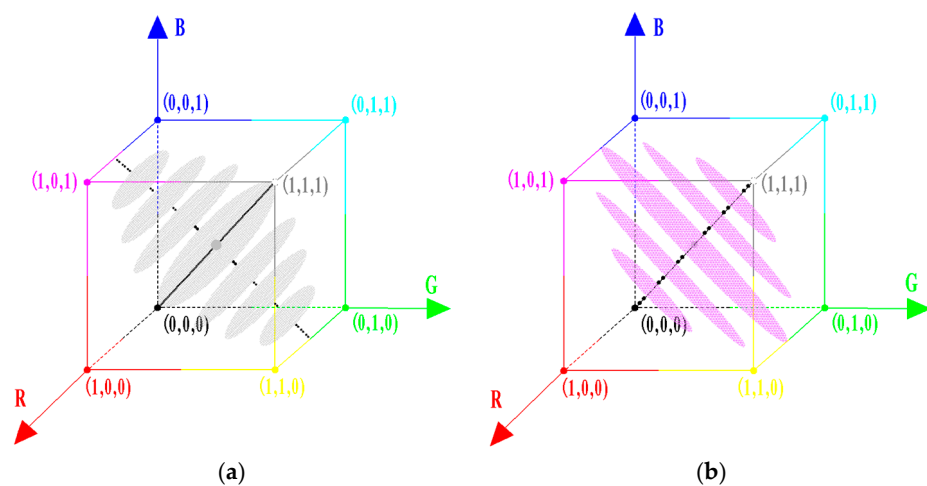 B
(0,0,1)
(0,1,1)
(1,0,1)
(1,1,1)
G
(0,0,0)
(0,1,0)
R
(1,0,0)
(1,1,0)
(a)
B
(0,0,1)
(0,1,1)
(1,0,1)
(1,1,1)
G
(0,0,0)
(0,1,0)
R
(1,0,0)
(1,1,0)
(b)